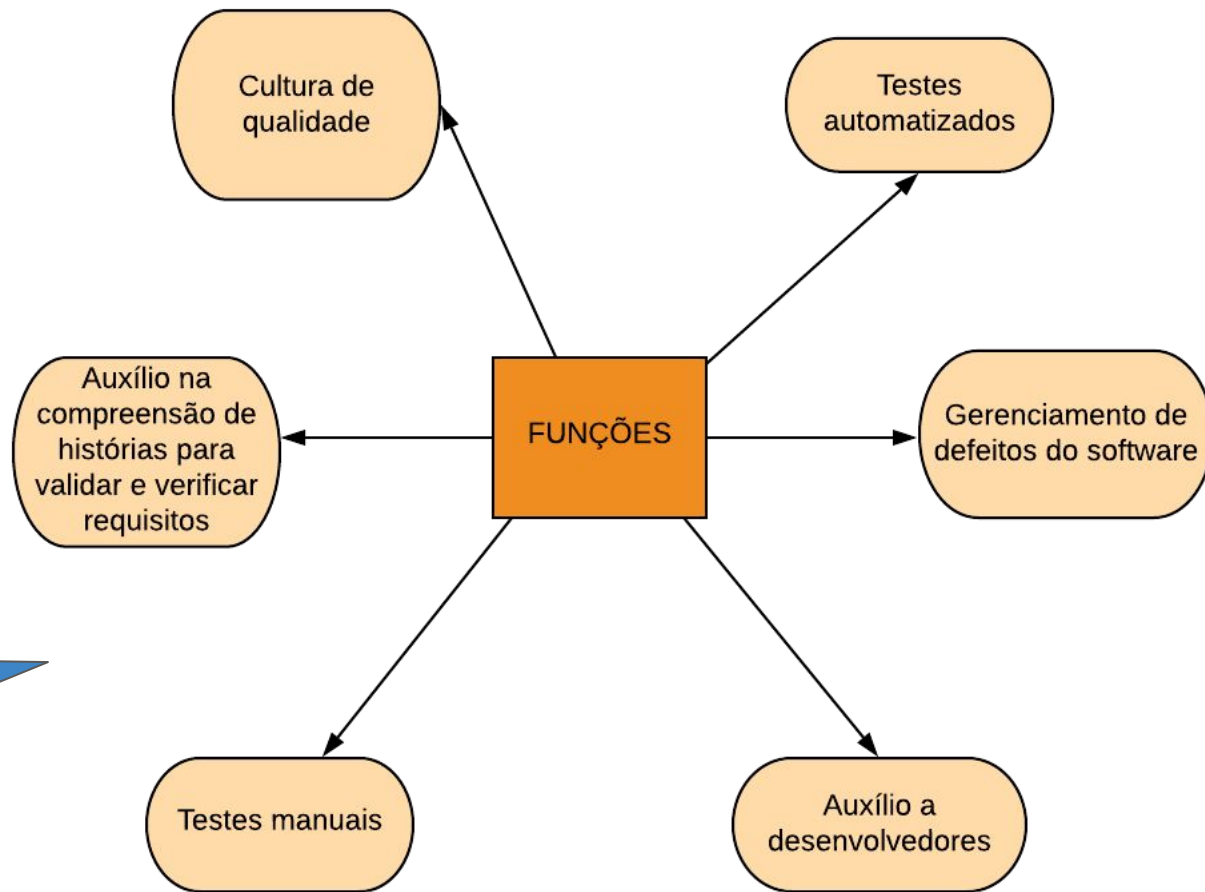 Cultura de
qualidade
Testes
automatizados
Auxílio na
compreensão de
histórias para
validar e verificar
requisitos
FUNÇÕES
Gerenciamento de
defeitos do software
Testes manuais
Auxílio a
desenvolvedores